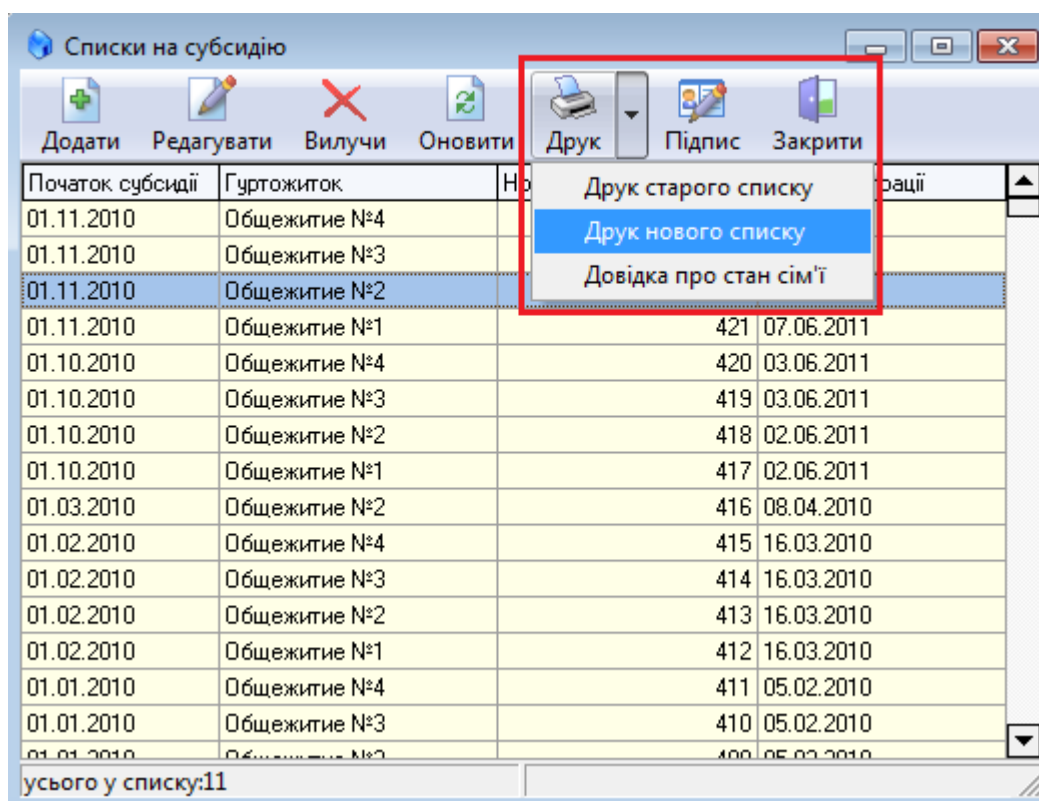 Списки на субсидію
Додати Редагувати Вилучи Оновити Друк Підпис Закрити
Початок субсидії Гуртожиток
Друк старого списку
Друк нового списку
Довідка про стан сім'ї
01.11.2010 Общежитие №4
01.11.2010 Общежитие №3
01.11.2010 Общежитие №2
01.11.2010 Общежитие №1 421 07.06.2011
01.10.2010 Общежитие №4 420 03.06.2011
01.10.2010 Общежитие №3 419 03.06.2011
01.10.2010 Общежитие №2 418 02.06.2011
01.10.2010 Общежитие №1 417 02.06.2011
01.03.2010 Общежитие №2 416 08.04.2010
01.02.2010 Общежитие №4 415 16.03.2010
01.02.2010 Общежитие №3 414 16.03.2010
01.02.2010 Общежитие №2 413 16.03.2010
01.02.2010 Общежитие №1 412 16.03.2010
01.01.2010 Общежитие №4 411 05.02.2010
01.01.2010 Общежитие №3 410 05.02.2010
усього у списку:11